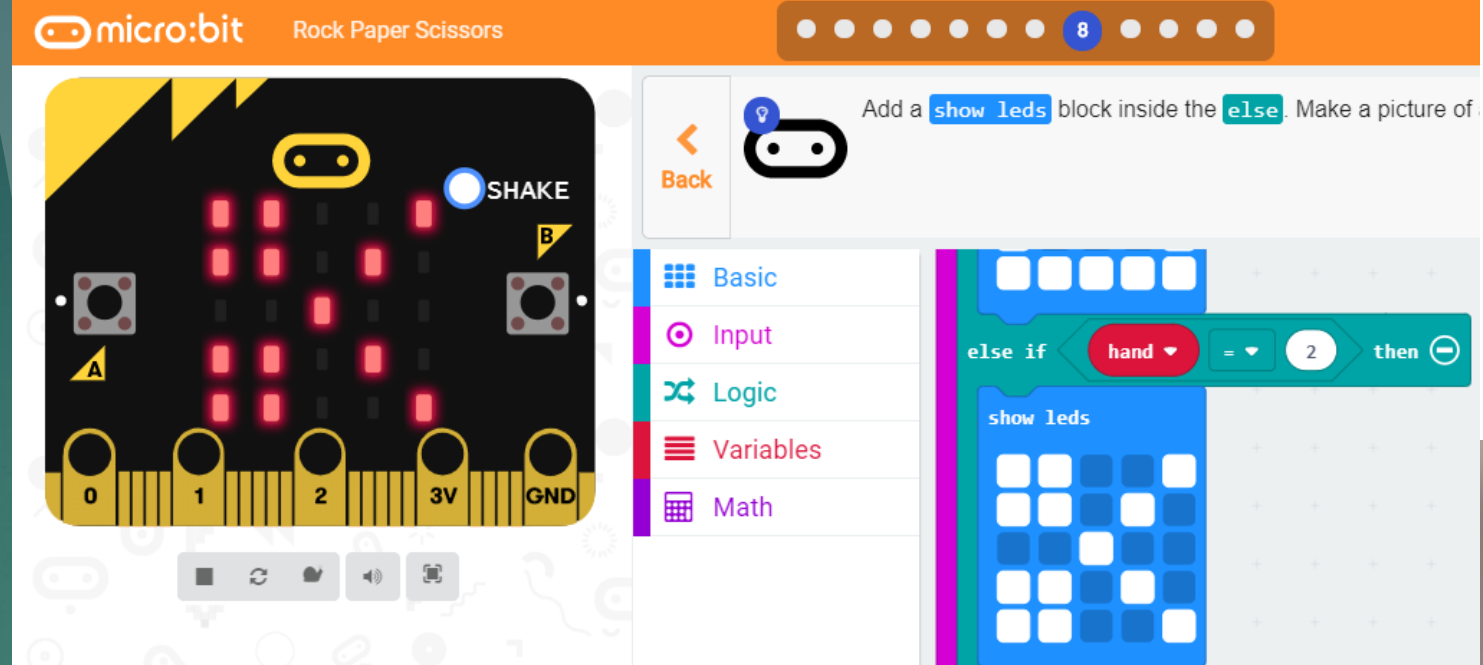 micro:bit
Rock Paper Scissors
8
Back
Add a show leds block inside the else. Make a picture of
SHAKE
B
A
0 1 2 3V GND
Basic
Input
Logic
Variables
Math
else if hand = 2 then
show leds